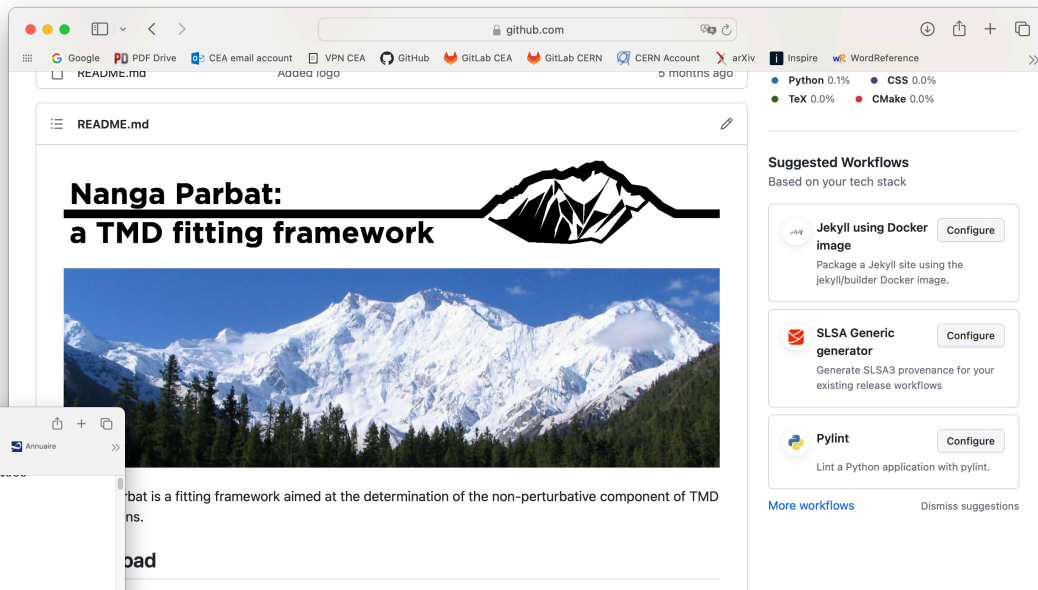 github.com
Google PDF Drive CEA email account VPN CEA GitHub GitLab CEA GitLab CERN CERN Account arXiv Inspire WordReference
README.md Added logo 5 months ago
Python 0.1% CSS 0.0%
TeX 0.0% CMake 0.0%
README.md
Nanga Parbat:
a TMD fitting framework
bat is a fitting framework aimed at the determination of the non-perturbative component of TMD
ns.
oad
Annuaire
Suggested Workflows
Based on your tech stack
Jekyll using Docker
image
Configure
Package a Jekyll site using the
jekyll/builder Docker image.
SLSA Generic
generator
Configure
Generate SLSA3 provenance for your
existing release workflows
Pylint
Configure
Lint a Python application with pylint.
More workflows Dismiss suggestions